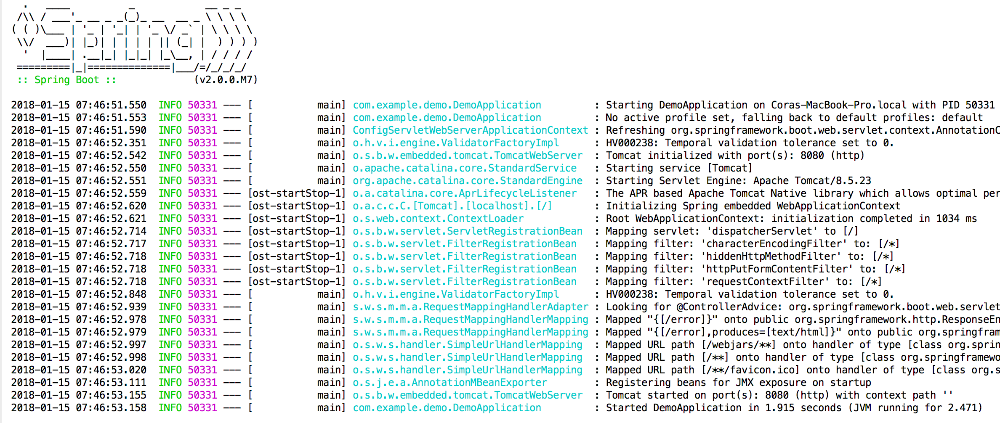 .   ____          _            __ _ _
 /\\ / ___'_ __ _ _(_)_ __  __ _ \ \ \ \
( ( )\___ | '_ | '_| | '_ \/ _` | \ \ \ \
 \\/  ___)| |_)| | | | | || (_| |  ) ) ) )
  '  |____| .__|_| |_|_| |_\__, | / / / /
 =========|_|==============|___/=/_/_/_/
 :: Spring Boot ::             (v2.0.0.M7)

2018-01-15 07:46:51.550  INFO 50331 --- [           main] com.example.demo.DemoApplication         : Starting DemoApplication on Coras-MacBook-Pro.local with PID 50331
2018-01-15 07:46:51.553  INFO 50331 --- [           main] com.example.demo.DemoApplication         : No active profile set, falling back to default profiles: default
2018-01-15 07:46:51.590  INFO 50331 --- [           main] ConfigServletWebServerApplicationContext : Refreshing org.springframework.boot.web.servlet.context.AnnotationC
2018-01-15 07:46:52.351  INFO 50331 --- [           main] o.h.v.i.engine.ValidatorFactoryImpl      : HV000238: Temporal validation tolerance set to 0.
2018-01-15 07:46:52.542  INFO 50331 --- [           main] o.s.b.w.embedded.tomcat.TomcatWebServer  : Tomcat initialized with port(s): 8080 (http)
2018-01-15 07:46:52.550  INFO 50331 --- [           main] o.apache.catalina.core.StandardService   : Starting service [Tomcat]
2018-01-15 07:46:52.551  INFO 50331 --- [           main] org.apache.catalina.core.StandardEngine  : Starting Servlet Engine: Apache Tomcat/8.5.23
2018-01-15 07:46:52.559  INFO 50331 --- [ost-startStop-1] o.a.catalina.core.AprLifecycleListener   : The APR based Apache Tomcat Native library which allows optimal per
2018-01-15 07:46:52.620  INFO 50331 --- [ost-startStop-1] o.a.c.c.C.[Tomcat].[localhost].[/]       : Initializing Spring embedded WebApplicationContext
2018-01-15 07:46:52.621  INFO 50331 --- [ost-startStop-1] o.s.web.context.ContextLoader            : Root WebApplicationContext: initialization completed in 1034 ms
2018-01-15 07:46:52.714  INFO 50331 --- [ost-startStop-1] o.s.b.w.servlet.ServletRegistrationBean  : Mapping servlet: 'dispatcherServlet' to [/]
2018-01-15 07:46:52.717  INFO 50331 --- [ost-startStop-1] o.s.b.w.servlet.FilterRegistrationBean   : Mapping filter: 'characterEncodingFilter' to: [/*]
2018-01-15 07:46:52.718  INFO 50331 --- [ost-startStop-1] o.s.b.w.servlet.FilterRegistrationBean   : Mapping filter: 'hiddenHttpMethodFilter' to: [/*]
2018-01-15 07:46:52.718  INFO 50331 --- [ost-startStop-1] o.s.b.w.servlet.FilterRegistrationBean   : Mapping filter: 'httpPutFormContentFilter' to: [/*]
2018-01-15 07:46:52.718  INFO 50331 --- [ost-startStop-1] o.s.b.w.servlet.FilterRegistrationBean   : Mapping filter: 'requestContextFilter' to: [/*]
2018-01-15 07:46:52.848  INFO 50331 --- [           main] o.h.v.i.engine.ValidatorFactoryImpl      : HV000238: Temporal validation tolerance set to 0.
2018-01-15 07:46:52.939  INFO 50331 --- [           main] s.w.s.m.m.a.RequestMappingHandlerAdapter : Looking for @ControllerAdvice: org.springframework.boot.web.servlet
2018-01-15 07:46:52.978  INFO 50331 --- [           main] s.w.s.m.m.a.RequestMappingHandlerMapping : Mapped "{[/error]}" onto public org.springframework.http.ResponseEn
2018-01-15 07:46:52.979  INFO 50331 --- [           main] s.w.s.m.m.a.RequestMappingHandlerMapping : Mapped "{[/error],produces=[text/html]}" onto public org.springfram
2018-01-15 07:46:52.997  INFO 50331 --- [           main] o.s.w.s.handler.SimpleUrlHandlerMapping  : Mapped URL path [/webjars/**] onto handler of type [class org.sprin
2018-01-15 07:46:52.998  INFO 50331 --- [           main] o.s.w.s.handler.SimpleUrlHandlerMapping  : Mapped URL path [/**] onto handler of type [class org.springframewo
2018-01-15 07:46:53.020  INFO 50331 --- [           main] o.s.w.s.handler.SimpleUrlHandlerMapping  : Mapped URL path [/**/favicon.ico] onto handler of type [class org.s
2018-01-15 07:46:53.111  INFO 50331 --- [           main] o.s.j.e.a.AnnotationMBeanExporter        : Registering beans for JMX exposure on startup
2018-01-15 07:46:53.155  INFO 50331 --- [           main] o.s.b.w.embedded.tomcat.TomcatWebServer  : Tomcat started on port(s): 8080 (http) with context path ''
2018-01-15 07:46:53.158  INFO 50331 --- [           main] com.example.demo.DemoApplication         : Started DemoApplication in 1.915 seconds (JVM running for 2.471)